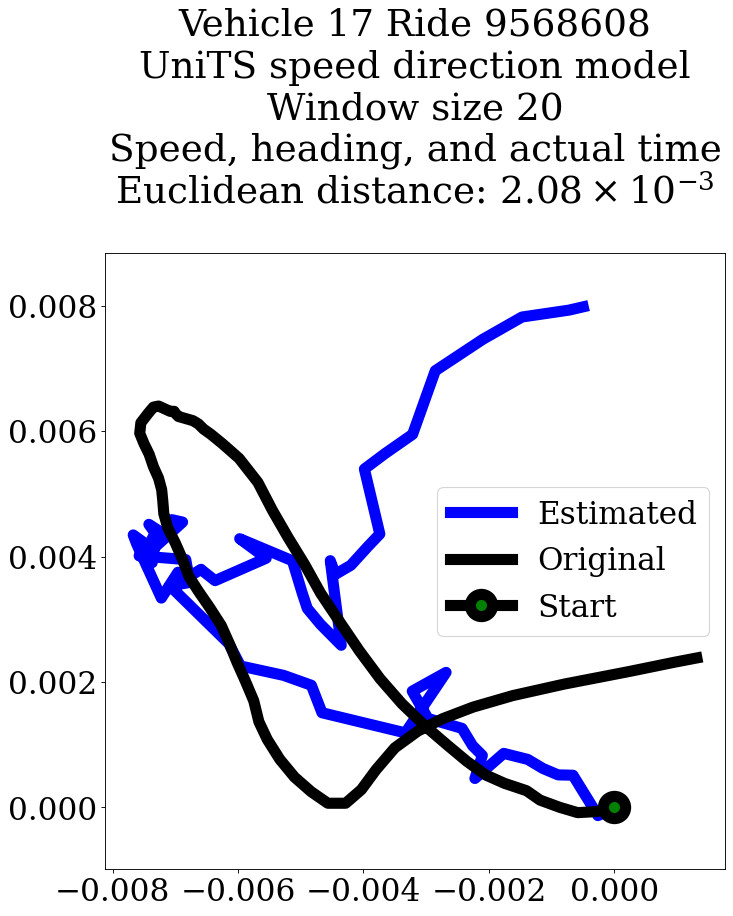 Vehicle 17 Ride 9568608
UniTS speed direction model
Window size 20
Speed, heading, and actual time
Euclidean distance: 2.08 × 10⁻³
0.008
0.006
0.004
0.002
0.000
Estimated
Original
Start
−0.008 −0.006 −0.004 −0.002 0.000